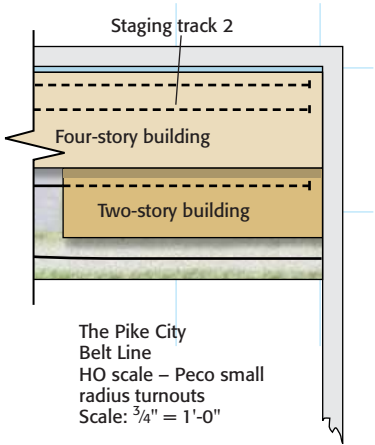 Staging track 2
Four-story building
Two-story building
The Pike City
Belt Line
HO scale – Peco small
radius turnouts
Scale: 3/4" = 1'-0"